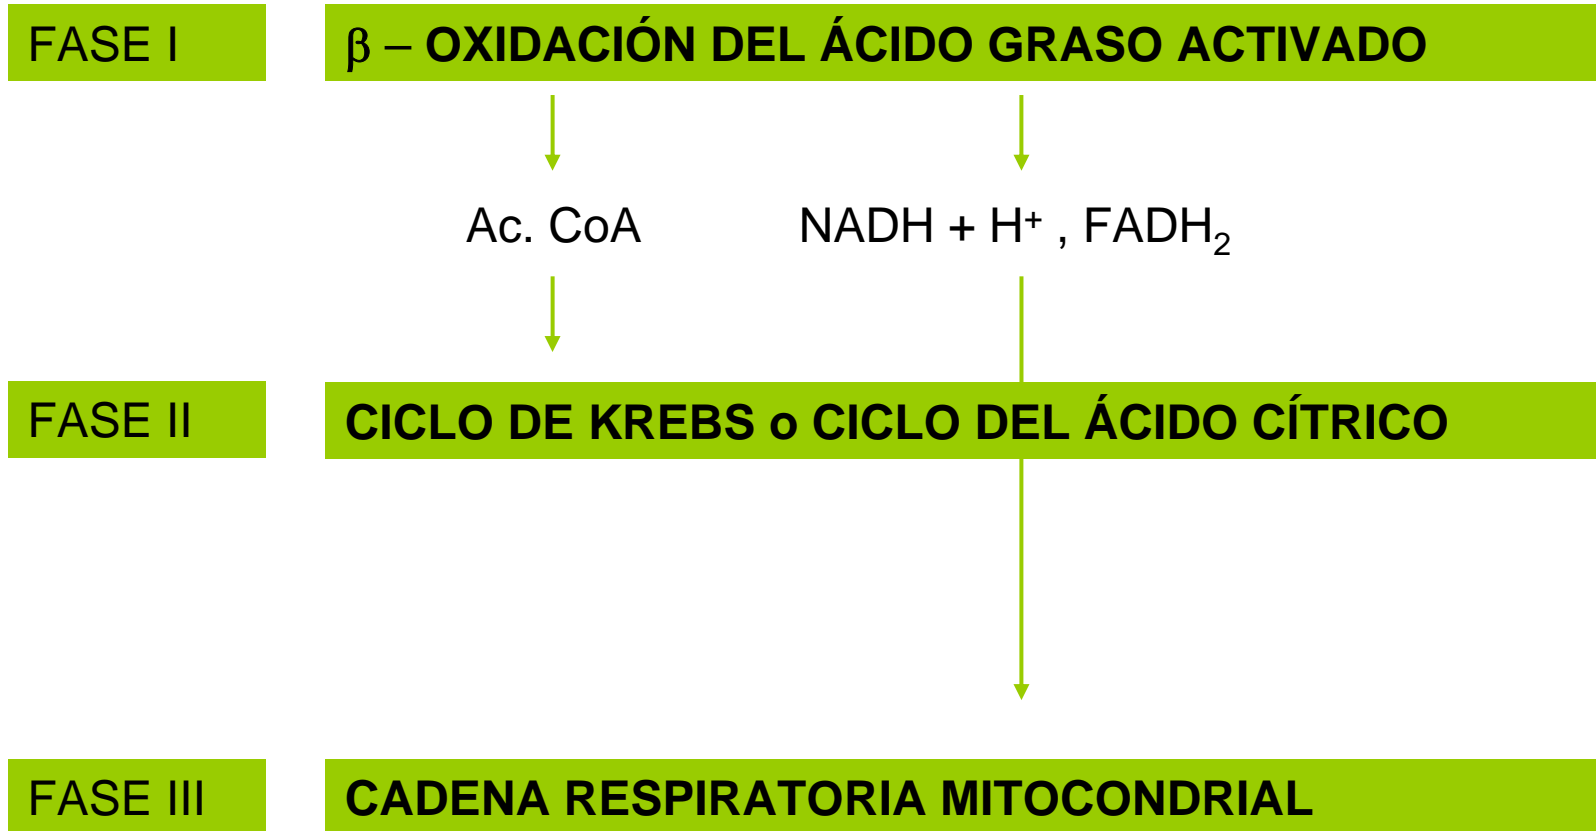 FASE I
β – OXIDACIÓN DEL ÁCIDO GRASO ACTIVADO
Ac. CoA
NADH + H⁺ , FADH₂
FASE II
CICLO DE KREBS o CICLO DEL ÁCIDO CÍTRICO
FASE III
CADENA RESPIRATORIA MITOCONDRIAL